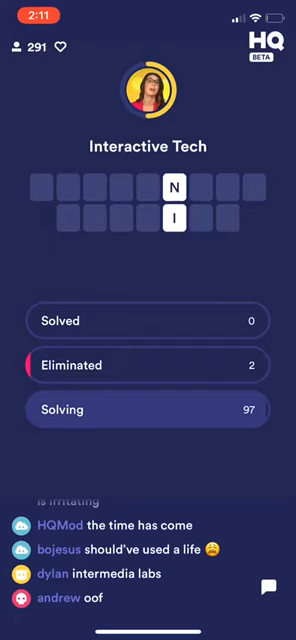 2:11
291
HQ
BETA
Interactive Tech
N
I
Solved 0
Eliminated 2
Solving 97
is irritating
HQMod the time has come
bojesus should've used a life 😩
dylan intermedia labs
andrew oof